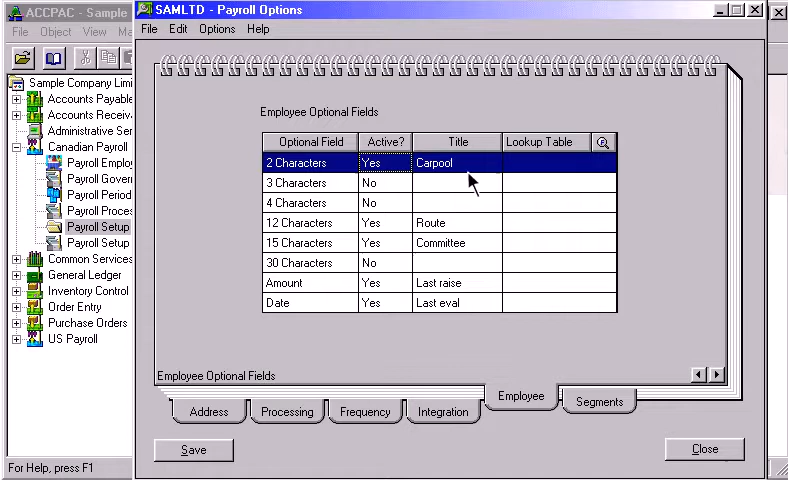 ACCPAC - Sample
File Object View Ma
Sample Company Limi
Accounts Payable
Accounts Receiv
Administrative Ser
Canadian Payroll
Payroll Emplo
Payroll Gover
Payroll Period
Payroll Proces
Payroll Setup
Payroll Setup
Common Services
General Ledger
Inventory Control
Order Entry
Purchase Orders
US Payroll
For Help, press F1
SAMLTD - Payroll Options
File Edit Options Help
Employee Optional Fields
Optional Field Active? Title Lookup Table
2 Characters Yes Carpool
3 Characters No
4 Characters No
12 Characters Yes Route
15 Characters Yes Committee
30 Characters No
Amount Yes Last raise
Date Yes Last eval
Employee Optional Fields
Address Processing Frequency Integration Employee Segments
Save Close